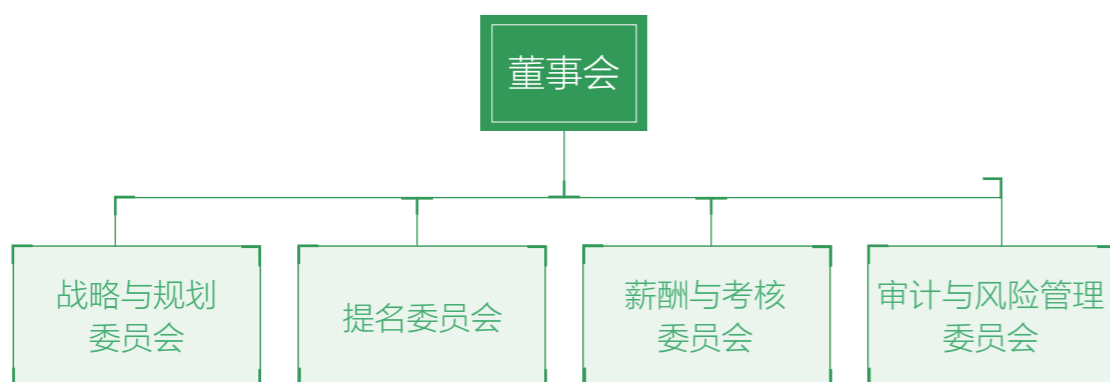 董事会
战略与规划
委员会
提名委员会
薪酬与考核
委员会
审计与风险管理
委员会